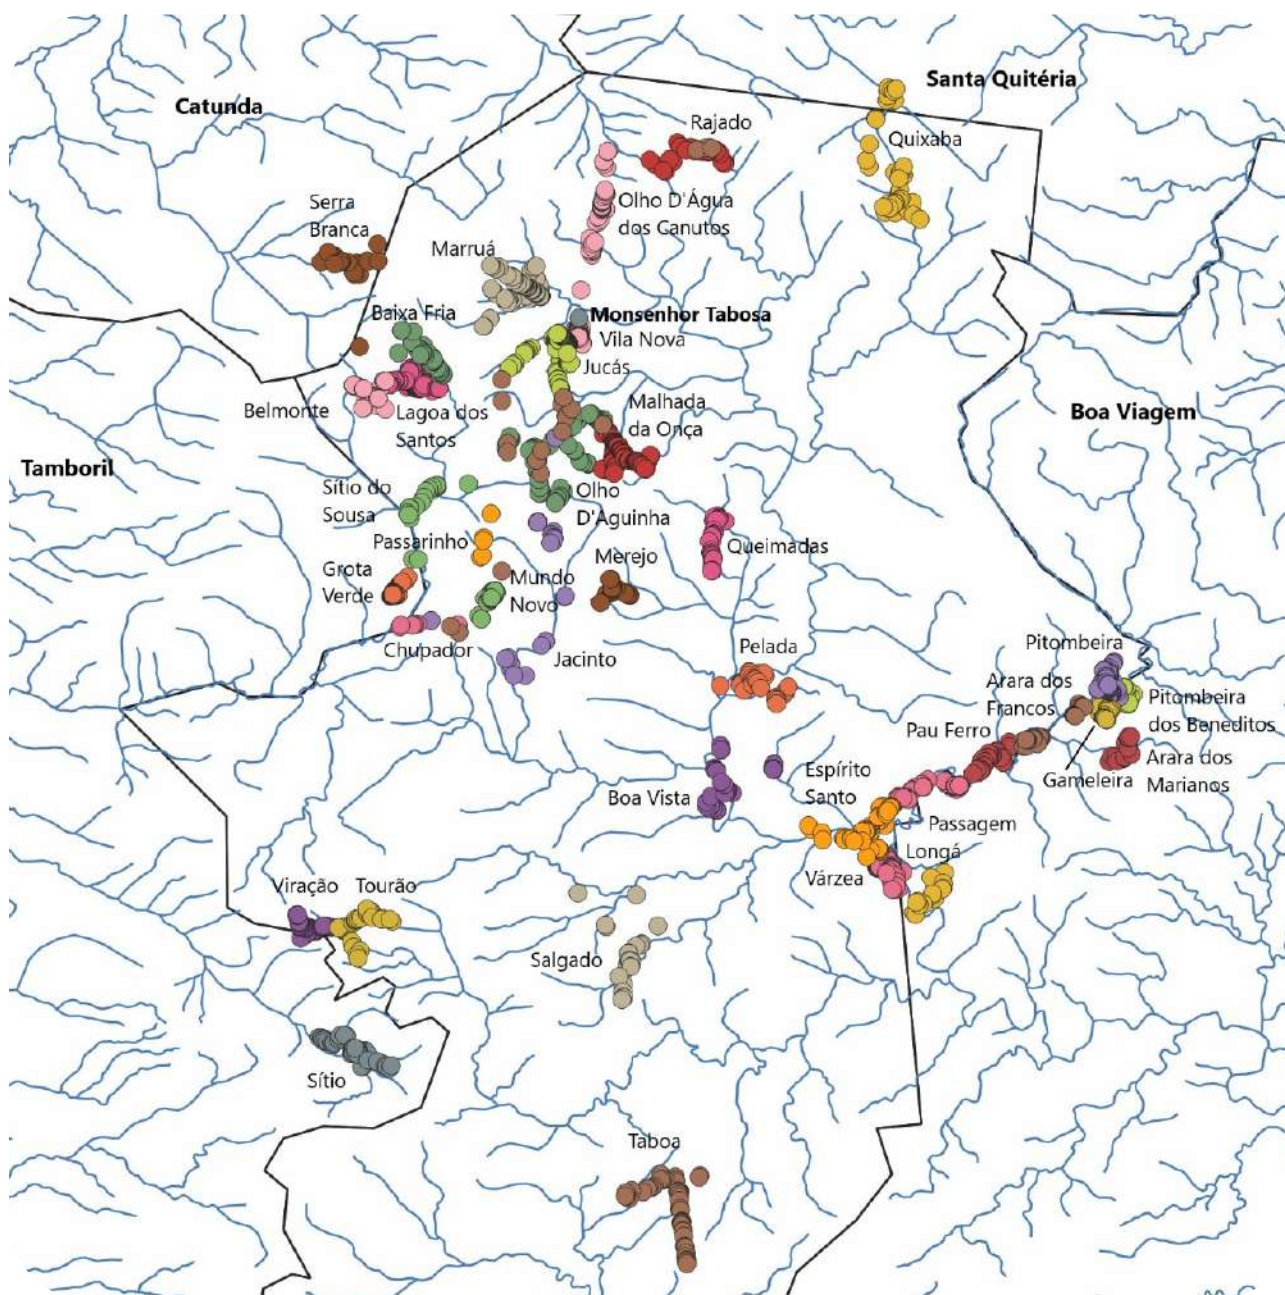 Santa Quitéria
Catunda
Rajado
Quixaba
Serra
Branca
Olho D'Água
dos Canutos
Marruá
Baixa Fria
Monsenhor Tabosa
Vila Nova
Jucás
Belmonte
Lagoa dos
Santos
Malhada
da Onça
Boa Viagem
Tamboril
Sítio do
Sousa
Olho
D'Aguinha
Passarinho
Queimadas
Merejo
Grota
Verde
Mundo
Novo
Chupador
Jacinto
Pelada
Pitombeira
Arara dos
Francos
Pitombeira
dos Beneditos
Pau Ferro
Arara dos
Marianos
Gameleira
Espírito
Santo
Boa Vista
Passagem
Longá
Várzea
Viração
Tourão
Salgado
Sítio
Taboa